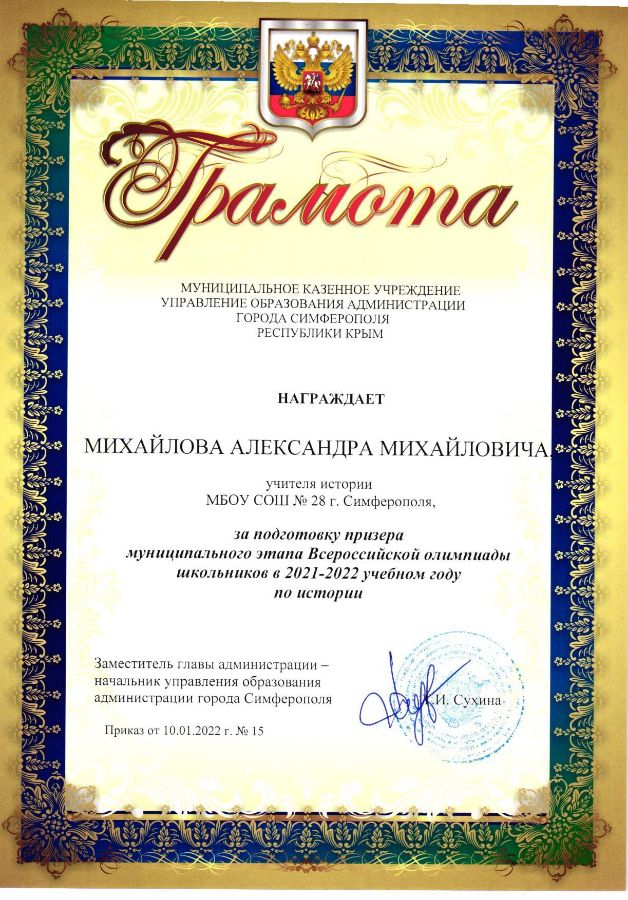 Грамота
МУНИЦИПАЛЬНОЕ КАЗЕННОЕ УЧРЕЖДЕНИЕ
УПРАВЛЕНИЕ ОБРАЗОВАНИЯ АДМИНИСТРАЦИИ
ГОРОДА СИМФЕРОПОЛЯ
РЕСПУБЛИКИ КРЫМ
НАГРАЖДАЕТ
МИХАЙЛОВА АЛЕКСАНДРА МИХАЙЛОВИЧА,
учителя истории
МБОУ СОШ № 28 г. Симферополя,
за подготовку призера
муниципального этапа Всероссийской олимпиады
школьников в 2021-2022 учебном году
по истории
Заместитель главы администрации –
начальник управления образования
администрации города Симферополя
И. Сухина
Приказ от 10.01.2022 г. № 15